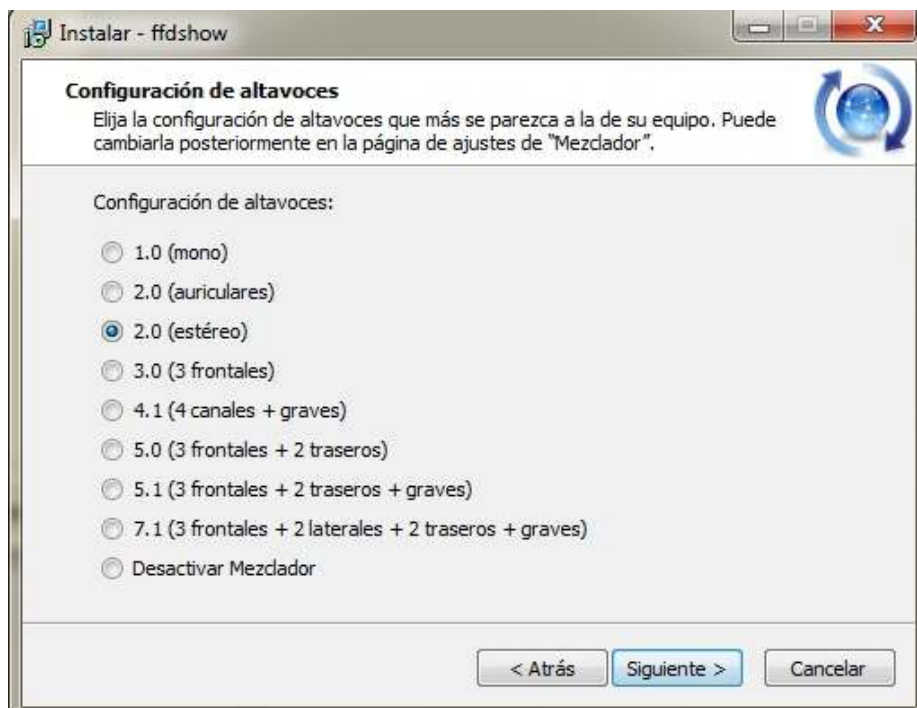 Instalar - ffdshow
Configuración de altavoces
Elija la configuración de altavoces que más se parezca a la de su equipo. Puede
cambiarla posteriormente en la página de ajustes de "Mezclador".
Configuración de altavoces:
1.0 (mono)
2.0 (auriculares)
2.0 (estéreo)
3.0 (3 frontales)
4.1 (4 canales + graves)
5.0 (3 frontales + 2 traseros)
5.1 (3 frontales + 2 traseros + graves)
7.1 (3 frontales + 2 laterales + 2 traseros + graves)
Desactivar Mezclador
< Atrás
Siguiente >
Cancelar